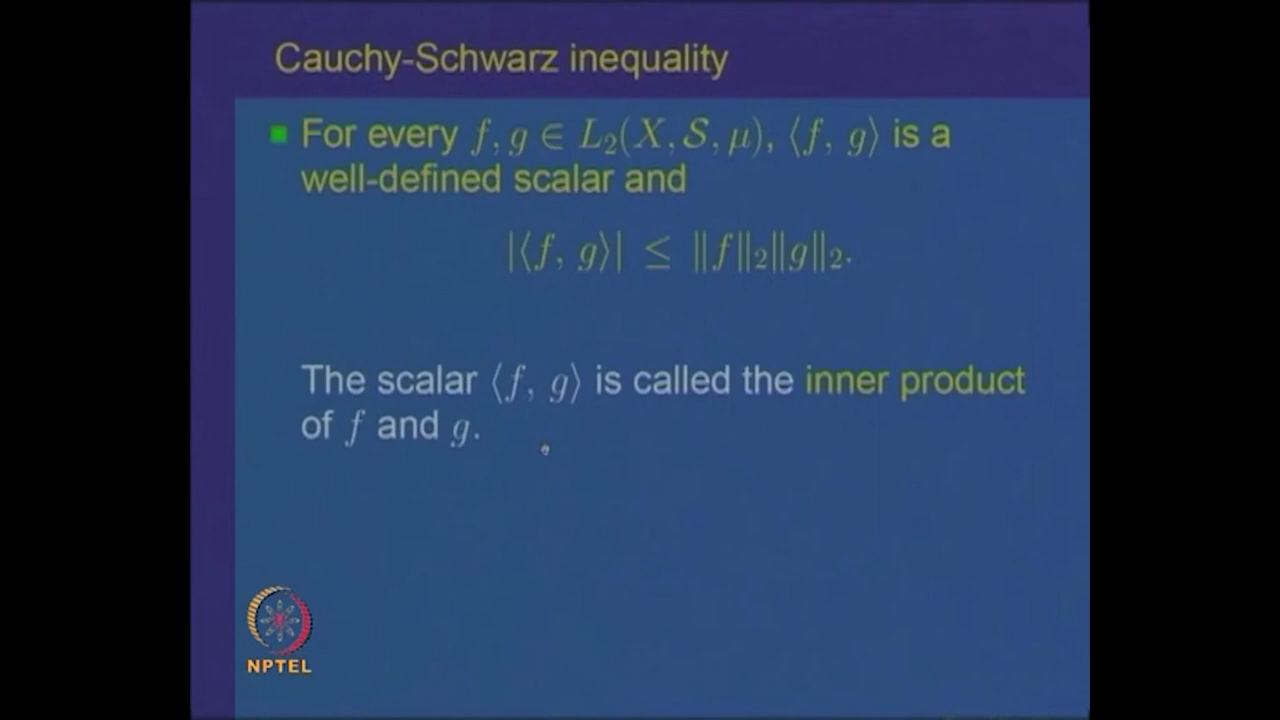 Cauchy-Schwarz inequality
For every f, g ∈ L₂(X, 𝒮, μ), ⟨f, g⟩ is a
well-defined scalar and
|⟨f, g⟩| ≤ ‖f‖₂‖g‖₂.
The scalar ⟨f, g⟩ is called the inner product
of f and g.
NPTEL